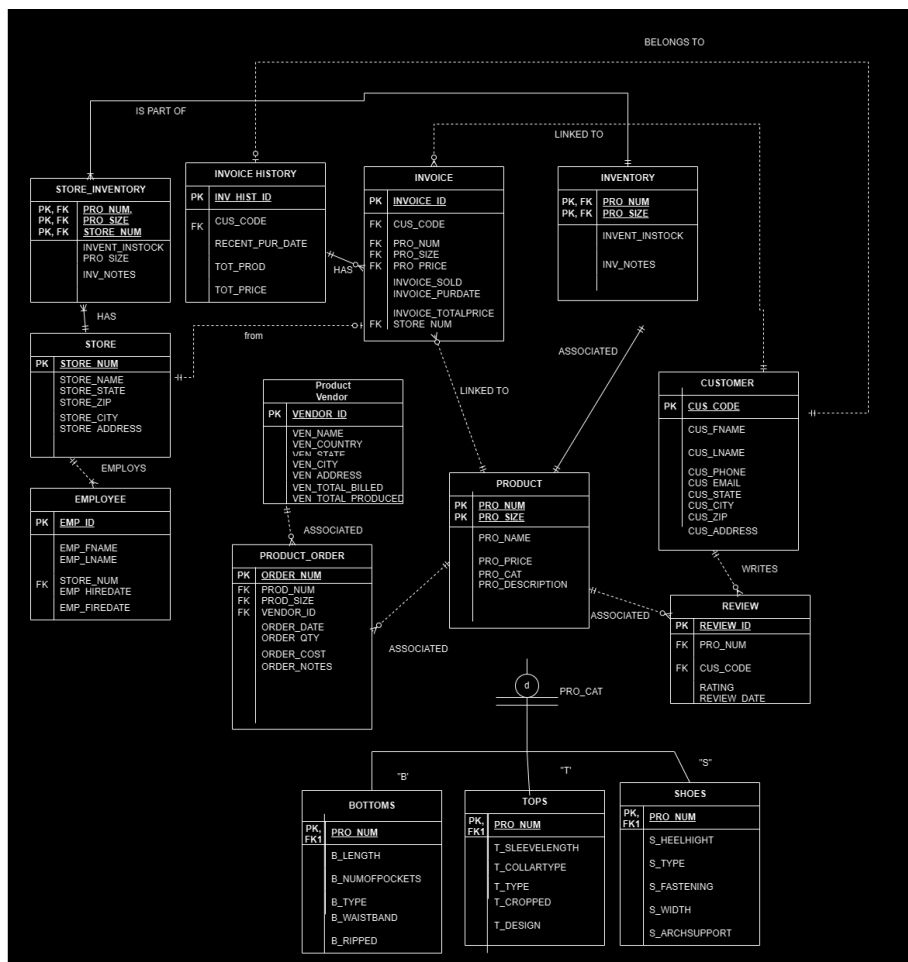 BELONGS TO
IS PART OF
LINKED TO
STORE_INVENTORY
PK, FK PRO_NUM,
PK, FK PRO_SIZE
PK, FK STORE_NUM
INVENT_INSTOCK
PRO SIZE
INV_NOTES
INVOICE HISTORY
PK INV_HIST_ID
FK CUS_CODE
RECENT_PUR_DATE
TOT_PROD
TOT_PRICE
HAS
INVOICE
PK INVOICE_ID
FK CUS_CODE
FK PRO_NUM
FK PRO_SIZE
FK PRO_PRICE
INVOICE_SOLD
INVOICE_PURDATE
INVOICE_TOTALPRICE
FK STORE_NUM
INVENTORY
PK, FK PRO_NUM
PK, FK PRO_SIZE
INVENT_INSTOCK
INV_NOTES
HAS
from
ASSOCIATED
STORE
PK STORE_NUM
STORE_NAME
STORE_STATE
STORE_ZIP
STORE_CITY
STORE_ADDRESS
Product
Vendor
PK VENDOR_ID
VEN_NAME
VEN_COUNTRY
VEN_STATE
VEN_CITY
VEN_ADDRESS
VEN_TOTAL_BILLED
VEN_TOTAL_PRODUCED
LINKED TO
CUSTOMER
PK CUS_CODE
CUS_FNAME
CUS_LNAME
CUS_PHONE
CUS_EMAIL
CUS_STATE
CUS_CITY
CUS_ZIP
CUS_ADDRESS
EMPLOYS
EMPLOYEE
PK EMP_ID
EMP_FNAME
EMP_LNAME
FK STORE_NUM
EMP_HIREDATE
EMP_FIREDATE
ASSOCIATED
PRODUCT_ORDER
PK ORDER_NUM
FK PROD_NUM
FK PROD_SIZE
FK VENDOR_ID
ORDER_DATE
ORDER_QTY
ORDER_COST
ORDER_NOTES
PRODUCT
PK PRO_NUM
PK PRO_SIZE
PRO_NAME
PRO_PRICE
PRO_CAT
PRO_DESCRIPTION
ASSOCIATED
ASSOCIATED
WRITES
REVIEW
PK REVIEW_ID
FK PRO_NUM
FK CUS_CODE
RATING
REVIEW_DATE
d
PRO_CAT
"B'
"T'
"S"
BOTTOMS
PK,
FK1 PRO_NUM
B_LENGTH
B_NUMOFPOCKETS
B_TYPE
B_WAISTBAND
B_RIPPED
TOPS
PK,
FK1 PRO_NUM
T_SLEEVELENGTH
T_COLLARTYPE
T_TYPE
T_CROPPED
T_DESIGN
SHOES
PK,
FK1 PRO_NUM
S_HEELHIGHT
S_TYPE
S_FASTENING
S_WIDTH
S_ARCHSUPPORT